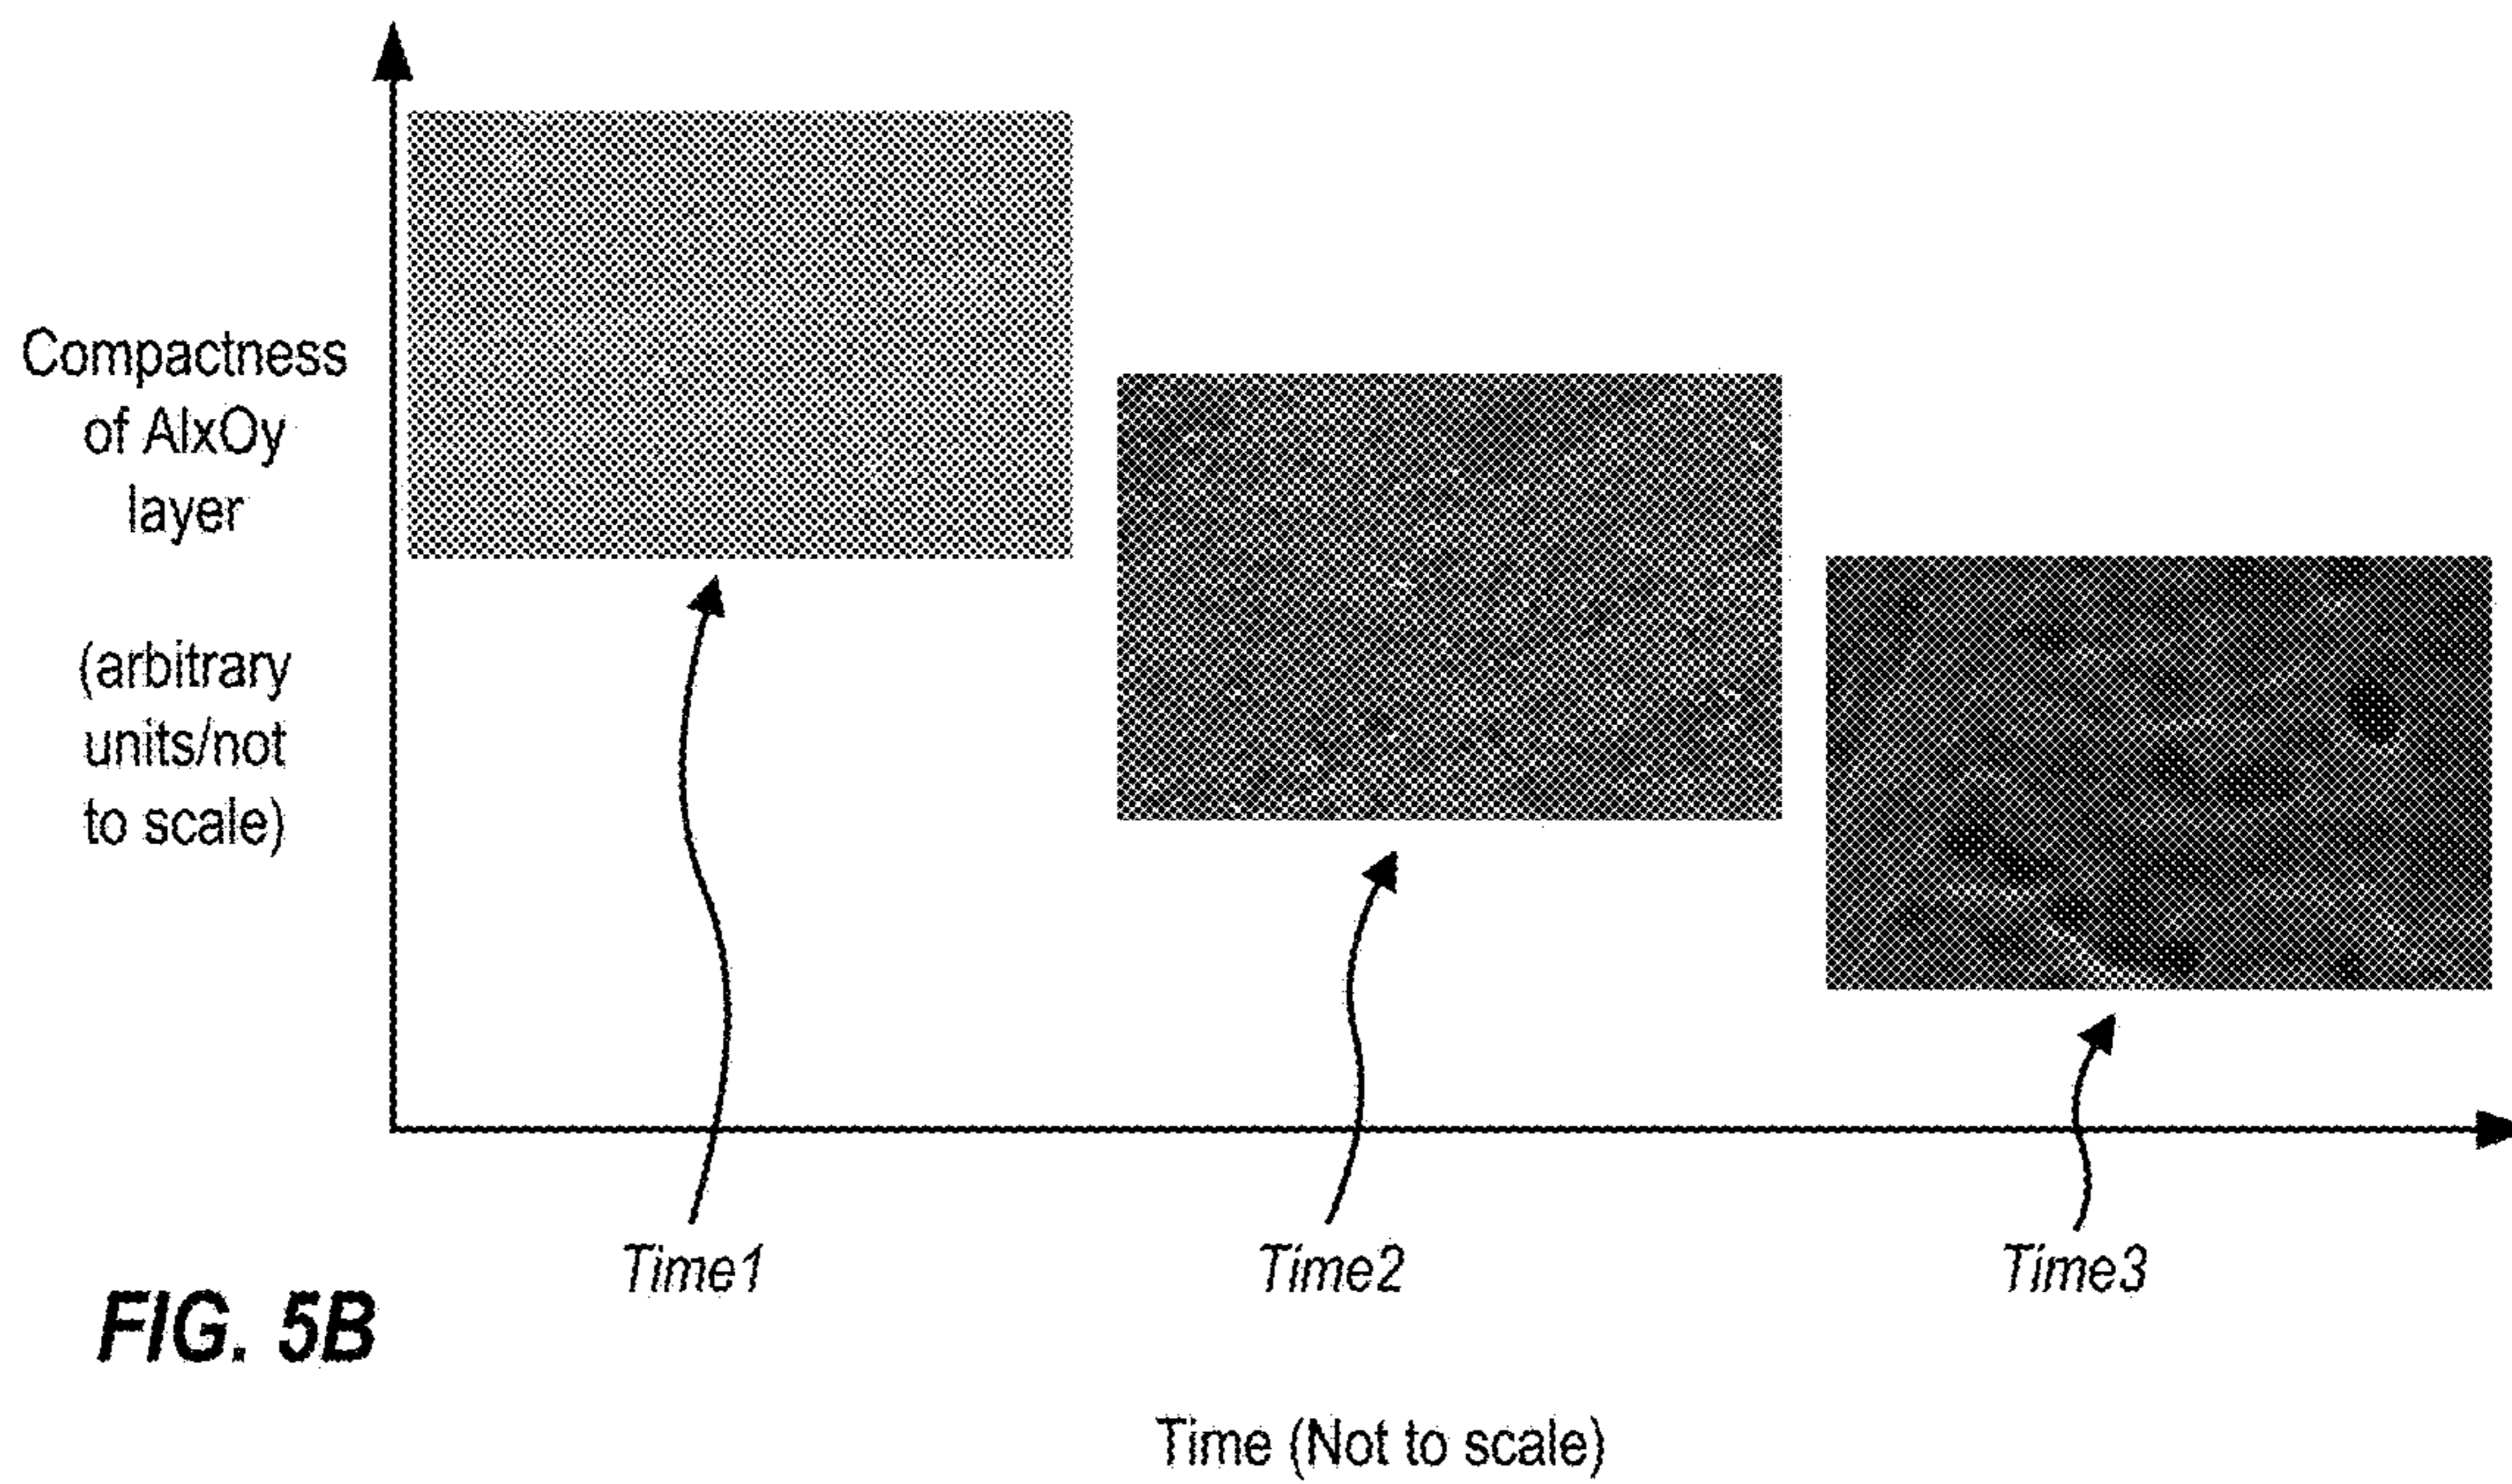 Compactness
of AlxOy
layer
(arbitrary
units/not
to scale)
Time1
Time2
Time3
FIG. 5B
Time (Not to scale)